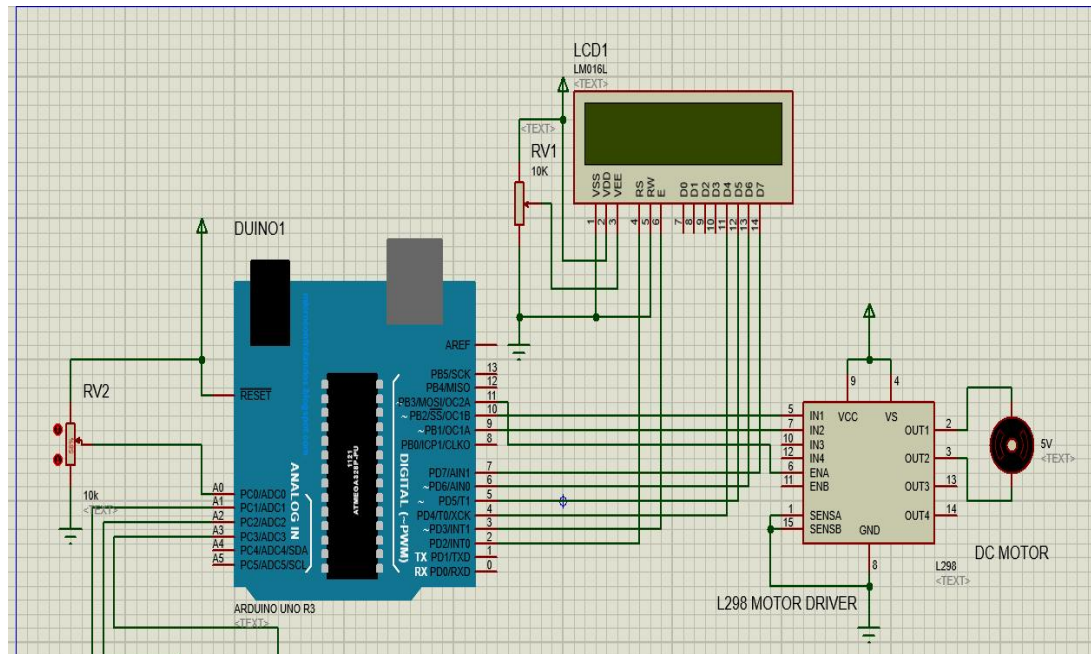 LCD1
LM016L
<TEXT>
<TEXT>
RV1
10K
VSS
VDD
VEE
RS
RW
E
D0
D1
D2
D3
D4
D5
D6
D7
1
2
3
4
5
6
7
8
9
10
11
12
13
14
DUINO1
AREF
RESET
PB5/SCK 13
PB4/MISO 12
~PB3/MOSI/OC2A 11
~ PB2/SS/OC1B 10
~ PB1/OC1A 9
PB0/ICP1/CLKO 8
PD7/AIN1 7
~ PD6/AIN0 6
~ PD5/T1 5
PD4/T0/XCK 4
~ PD3/INT1 3
PD2/INT0 2
TX PD1/TXD 1
RX PD0/RXD 0
DIGITAL (~PWM)
1121
ATMEGA328P-PU
ANALOG IN
A0 PC0/ADC0
A1 PC1/ADC1
A2 PC2/ADC2
A3 PC3/ADC3
A4 PC4/ADC4/SDA
A5 PC5/ADC5/SCL
ARDUINO UNO R3
<TEXT>
RV2
10k
9
4
VCC
VS
5 IN1
7 IN2
10 IN3
12 IN4
6 ENA
11 ENB
1 SENSA
15 SENSB
GND
8
OUT1 2
OUT2 3
OUT3 13
OUT4 14
5V
<TEXT>
DC MOTOR
L298
<TEXT>
L298 MOTOR DRIVER